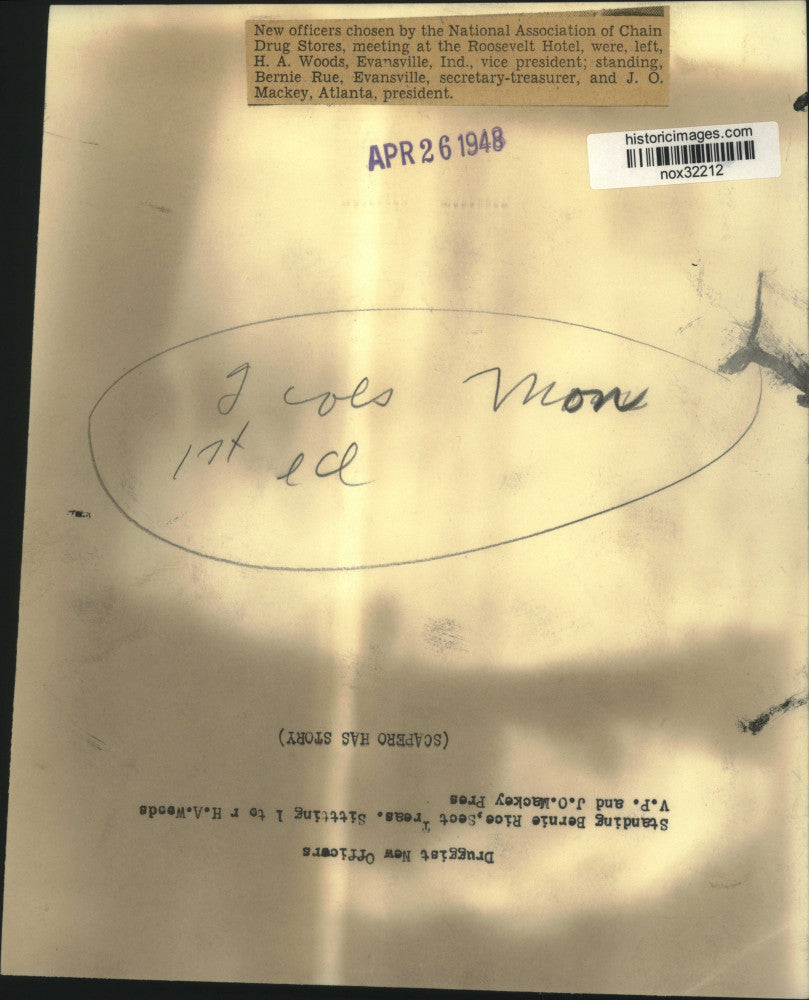 New officers chosen by the National Association of Chain
Drug Stores, meeting at the Roosevelt Hotel, were, left,
H. A. Woods, Evansville, Ind., vice president; standing,
Bernie Rue, Evansville, secretary-treasurer, and J. O.
Mackey, Atlanta, president.
APR 26 1948
historicimages.com
nox32212
2 cols Mon
1st ed
Druggist New Officers
Standing Bernie Rice,Sect Treas. Sittting l to r H.A.Woods
V.P. and J.O.Mackey Pres
(SCAPERO HAS STORY)